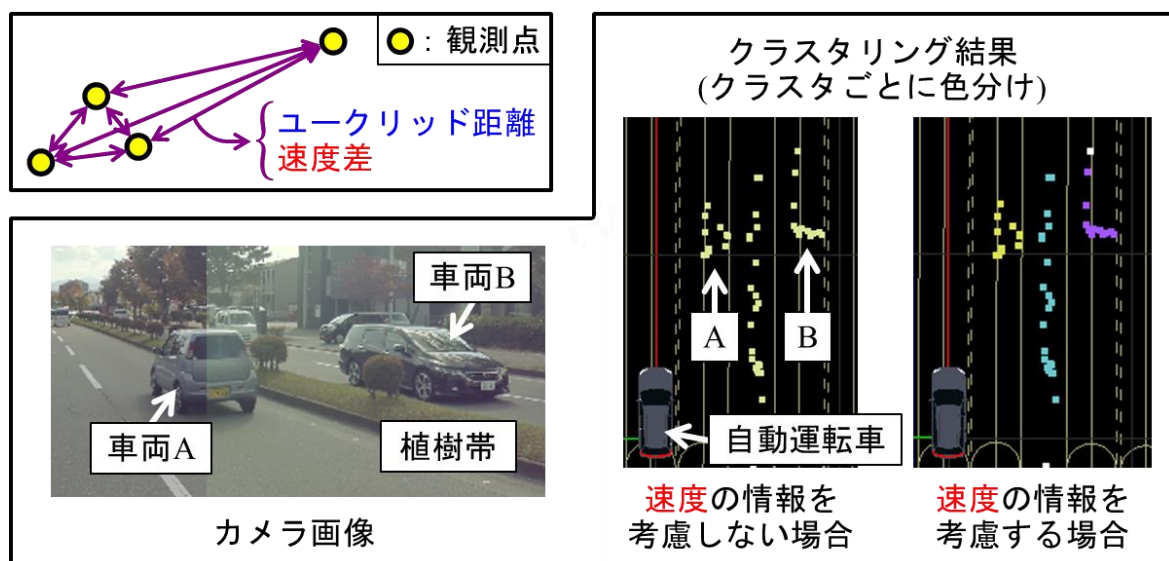 ：観測点
ユークリッド距離
速度差
クラスタリング結果
(クラスタごとに色分け)
車両B
車両A
植樹帯
カメラ画像
A
B
自動運転車
速度の情報を
考慮しない場合
速度の情報を
考慮する場合